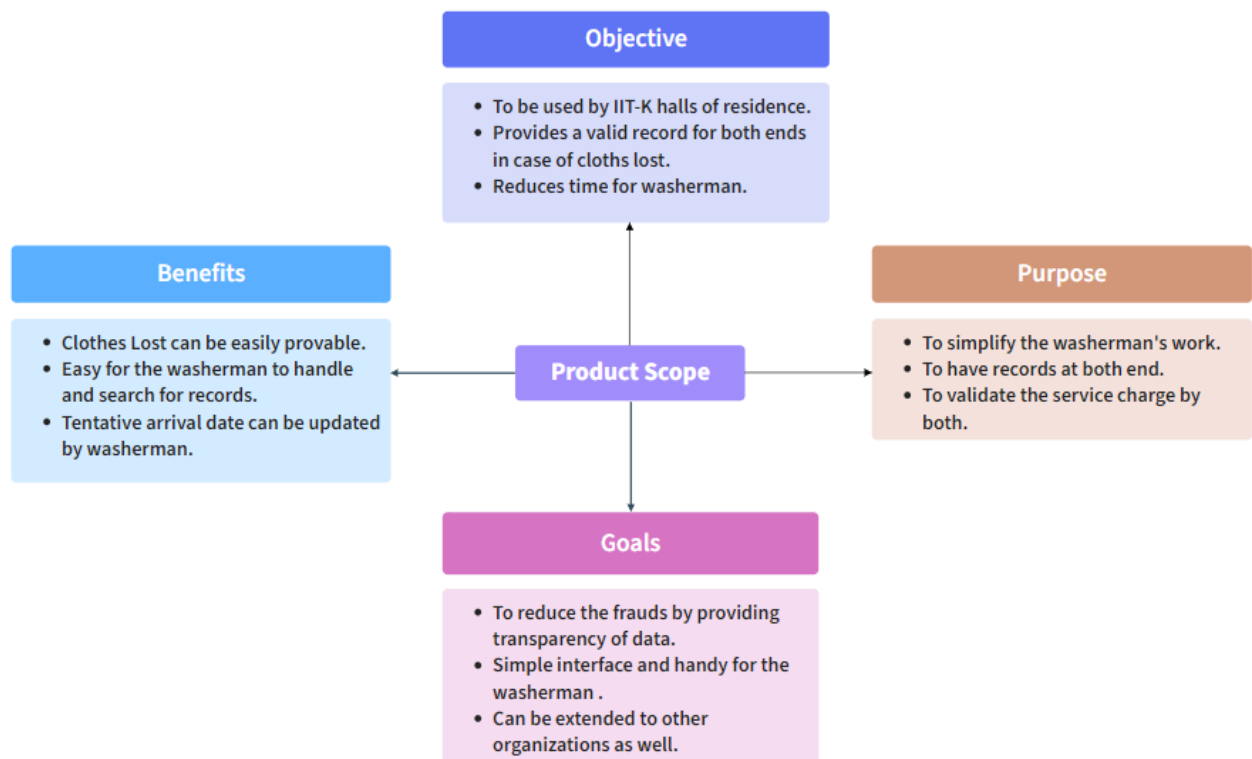 Objective
• To be used by IIT-K halls of residence.
• Provides a valid record for both ends
in case of cloths lost.
• Reduces time for washerman.
Benefits
• Clothes Lost can be easily provable.
• Easy for the washerman to handle
and search for records.
• Tentative arrival date can be updated
by washerman.
Product Scope
Purpose
• To simplify the washerman's work.
• To have records at both end.
• To validate the service charge by
both.
Goals
• To reduce the frauds by providing
transparency of data.
• Simple interface and handy for the
washerman .
• Can be extended to other
organizations as well.